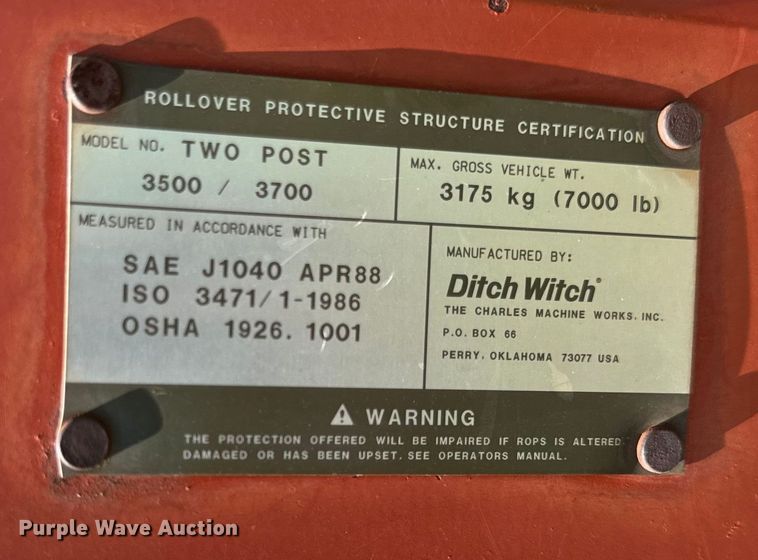 ROLLOVER PROTECTIVE STRUCTURE CERTIFICATION
MODEL NO. TWO POST
3500 / 3700
MAX. GROSS VEHICLE WT.
3175 kg (7000 lb)
MEASURED IN ACCORDANCE WITH
SAE J1040 APR88
ISO 3471/1-1986
OSHA 1926.1001
MANUFACTURED BY:
Ditch Witch®
THE CHARLES MACHINE WORKS, INC.
P.O. BOX 66
PERRY, OKLAHOMA 73077 USA
⚠ WARNING
THE PROTECTION OFFERED WILL BE IMPAIRED IF ROPS IS ALTERED
DAMAGED OR HAS BEEN UPSET. SEE OPERATORS MANUAL.
Purple Wave Auction